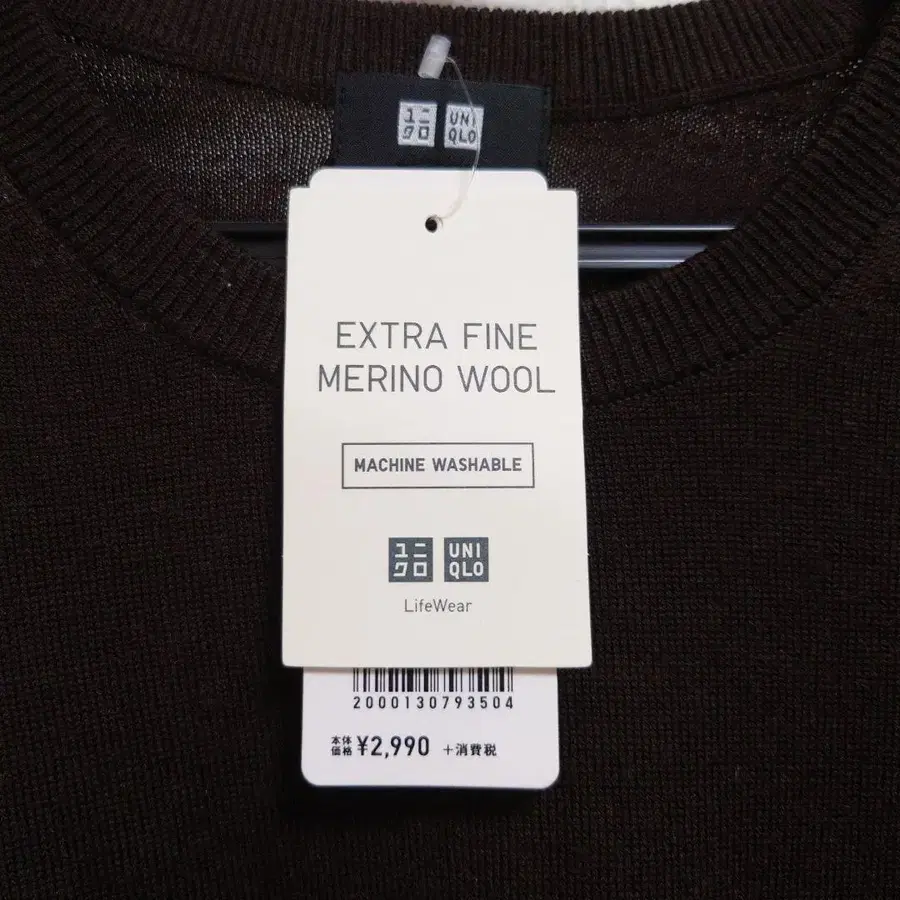 ユニ UNI
クロ QLO
EXTRA FINE
MERINO WOOL
MACHINE WASHABLE
ユニ UNI
クロ QLO
LifeWear
2000130793504
本体価格 ¥2,990 +消費税